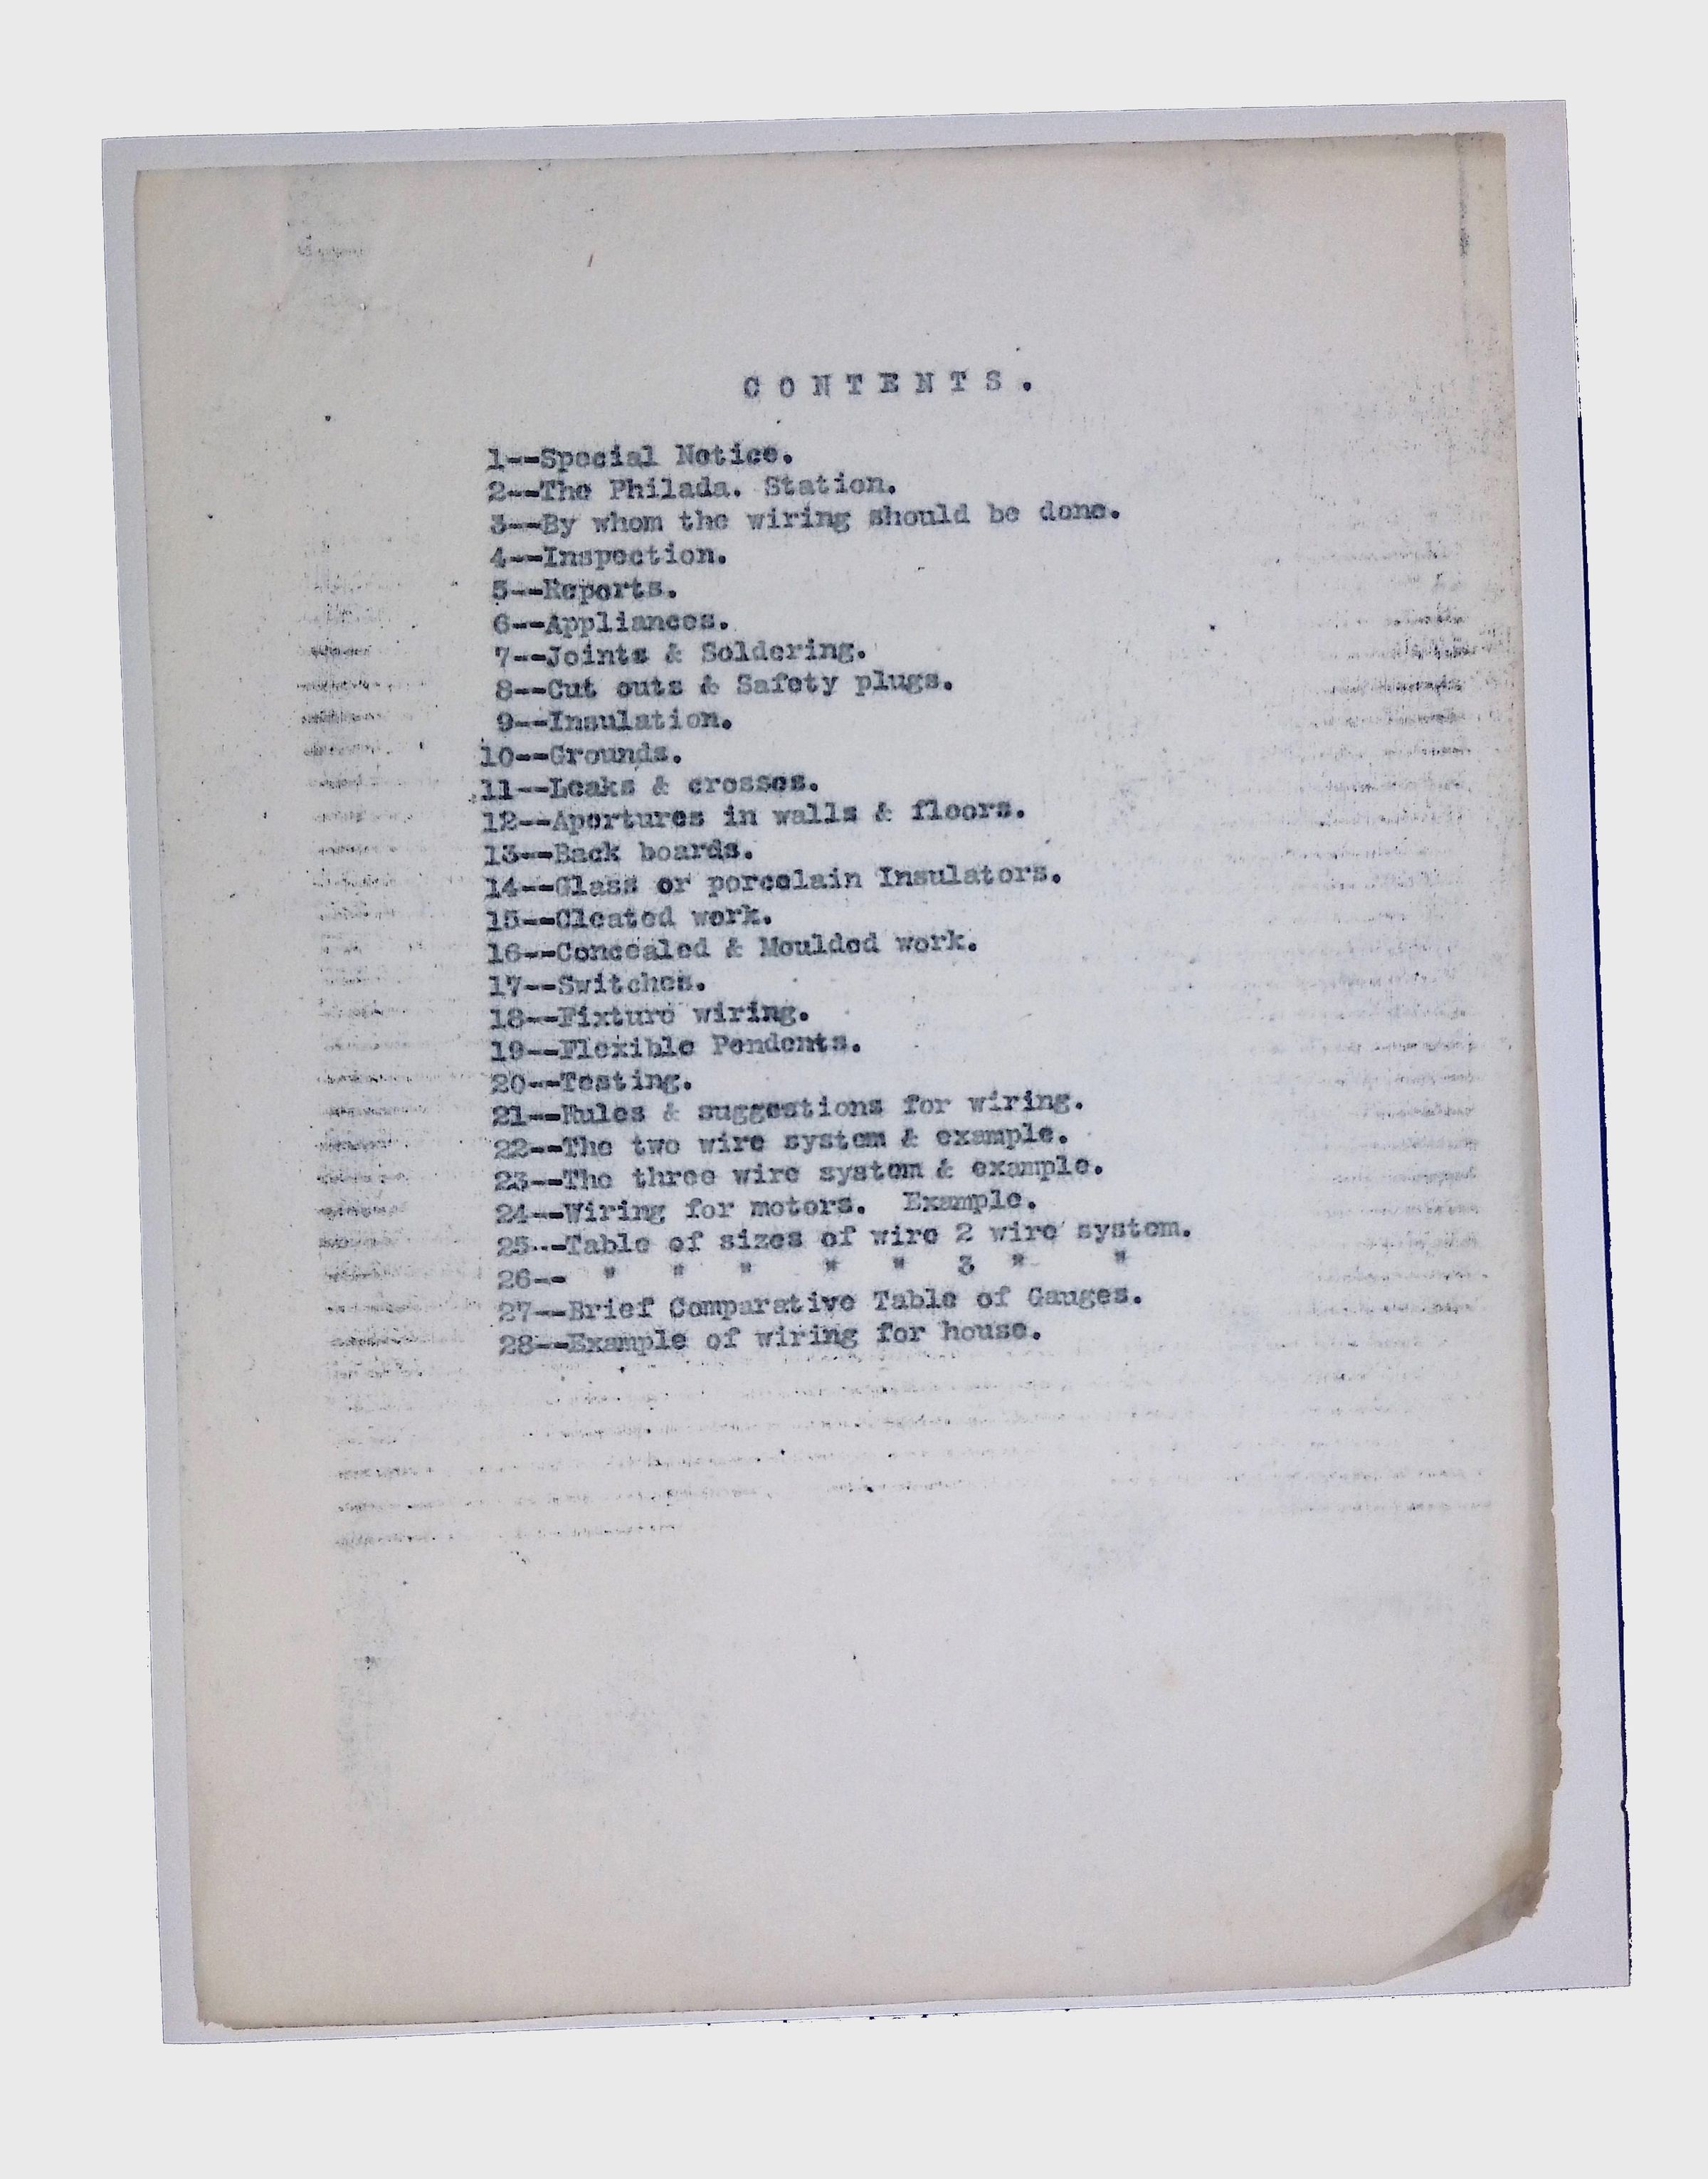 CONTENTS.
1--Special Notice.
2--The Philada. Station.
3--By whom the wiring should be done.
4--Inspection.
5--Reports.
6--Appliances.
7--Joints & Soldering.
8--Cut outs & Safety plugs.
9--Insulation.
10--Grounds.
11--Leaks & crosses.
12--Apertures in walls & floors.
13--Back boards.
14--Glass or porcelain Insulators.
15--Cleated work.
16--Concealed & Moulded work.
17--Switches.
18--Fixture wiring.
19--Flexible Pendents.
20--Testing.
21--Rules & suggestions for wiring.
22--The two wire system & example.
23--The three wire system & example.
24--Wiring for motors. Example.
25--Table of sizes of wire 2 wire system.
26-- " " " " " 3 " "
27--Brief Comparative Table of Gauges.
28--Example of wiring for house.